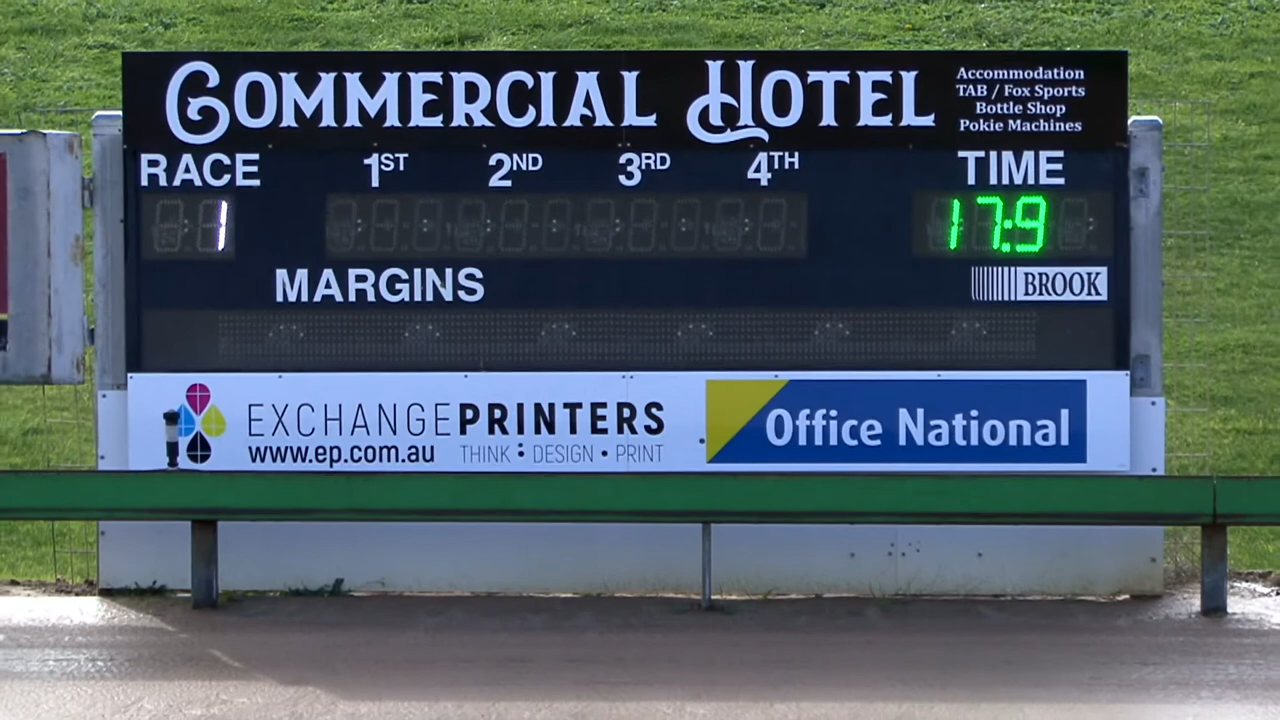 COMMERCIAL HOTEL
Accommodation
TAB / Fox Sports
Bottle Shop
Pokie Machines
RACE 1ST 2ND 3RD 4TH TIME
1 17:9
MARGINS
BROOK
EXCHANGEPRINTERS
www.ep.com.au THINK : DESIGN • PRINT
Office National